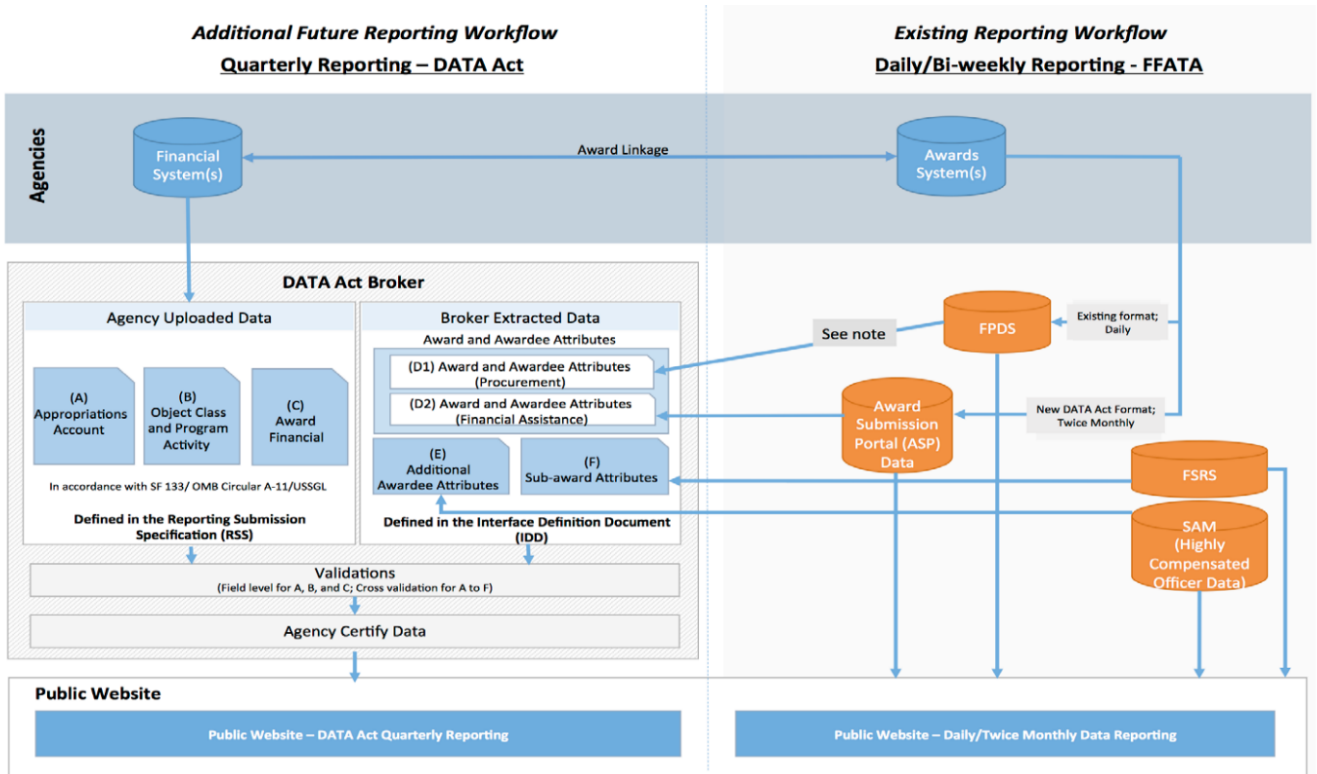 Additional Future Reporting Workflow
Quarterly Reporting – DATA Act
Existing Reporting Workflow
Daily/Bi-weekly Reporting - FFATA
Agencies
Financial
System(s)
Award Linkage
Awards
System(s)
DATA Act Broker
Agency Uploaded Data
(A)
Appropriations
Account
(B)
Object Class
and Program
Activity
(C)
Award
Financial
In accordance with SF 133/ OMB Circular A-11/USSGL
Defined in the Reporting Submission
Specification (RSS)
Broker Extracted Data
Award and Awardee Attributes
(D1) Award and Awardee Attributes
(Procurement)
(D2) Award and Awardee Attributes
(Financial Assistance)
(E)
Additional
Awardee Attributes
(F)
Sub-award Attributes
Defined in the Interface Definition Document
(IDD)
See note
FPDS
Existing format;
Daily
Award
Submission
Portal (ASP)
Data
New DATA Act Format;
Twice Monthly
FSRS
SAM
(Highly
Compensated
Officer Data)
Validations
(Field level for A, B, and C; Cross validation for A to F)
Agency Certify Data
Public Website
Public Website – DATA Act Quarterly Reporting
Public Website – Daily/Twice Monthly Data Reporting